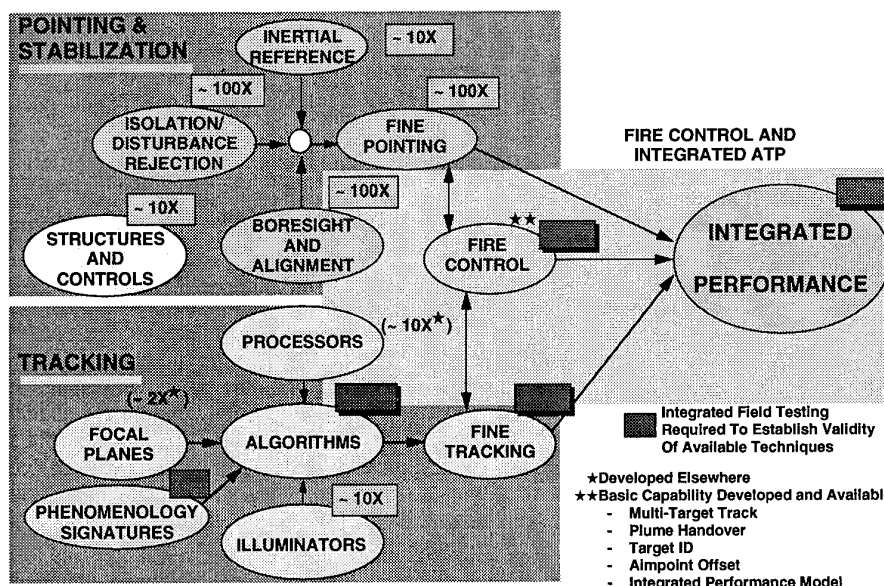 POINTING &
STABILIZATION
INERTIAL
REFERENCE
~ 10X
~ 100X
~ 100X
ISOLATION/
DISTURBANCE
REJECTION
FINE
POINTING
FIRE CONTROL AND
INTEGRATED ATP
~ 10X
~ 100X
STRUCTURES
AND
CONTROLS
BORESIGHT
AND
ALIGNMENT
★★
FIRE
CONTROL
INTEGRATED
PERFORMANCE
PROCESSORS
(~ 10X★)
TRACKING
(~ 2X★)
FOCAL
PLANES
ALGORITHMS
FINE
TRACKING
PHENOMENOLOGY
SIGNATURES
~ 10X
ILLUMINATORS
Integrated Field Testing
Required To Establish Validity
Of Available Techniques
★Developed Elsewhere
★★Basic Capability Developed and Availabl
- Multi-Target Track
- Plume Handover
- Target ID
- Aimpoint Offset
- Integrated Performance Model